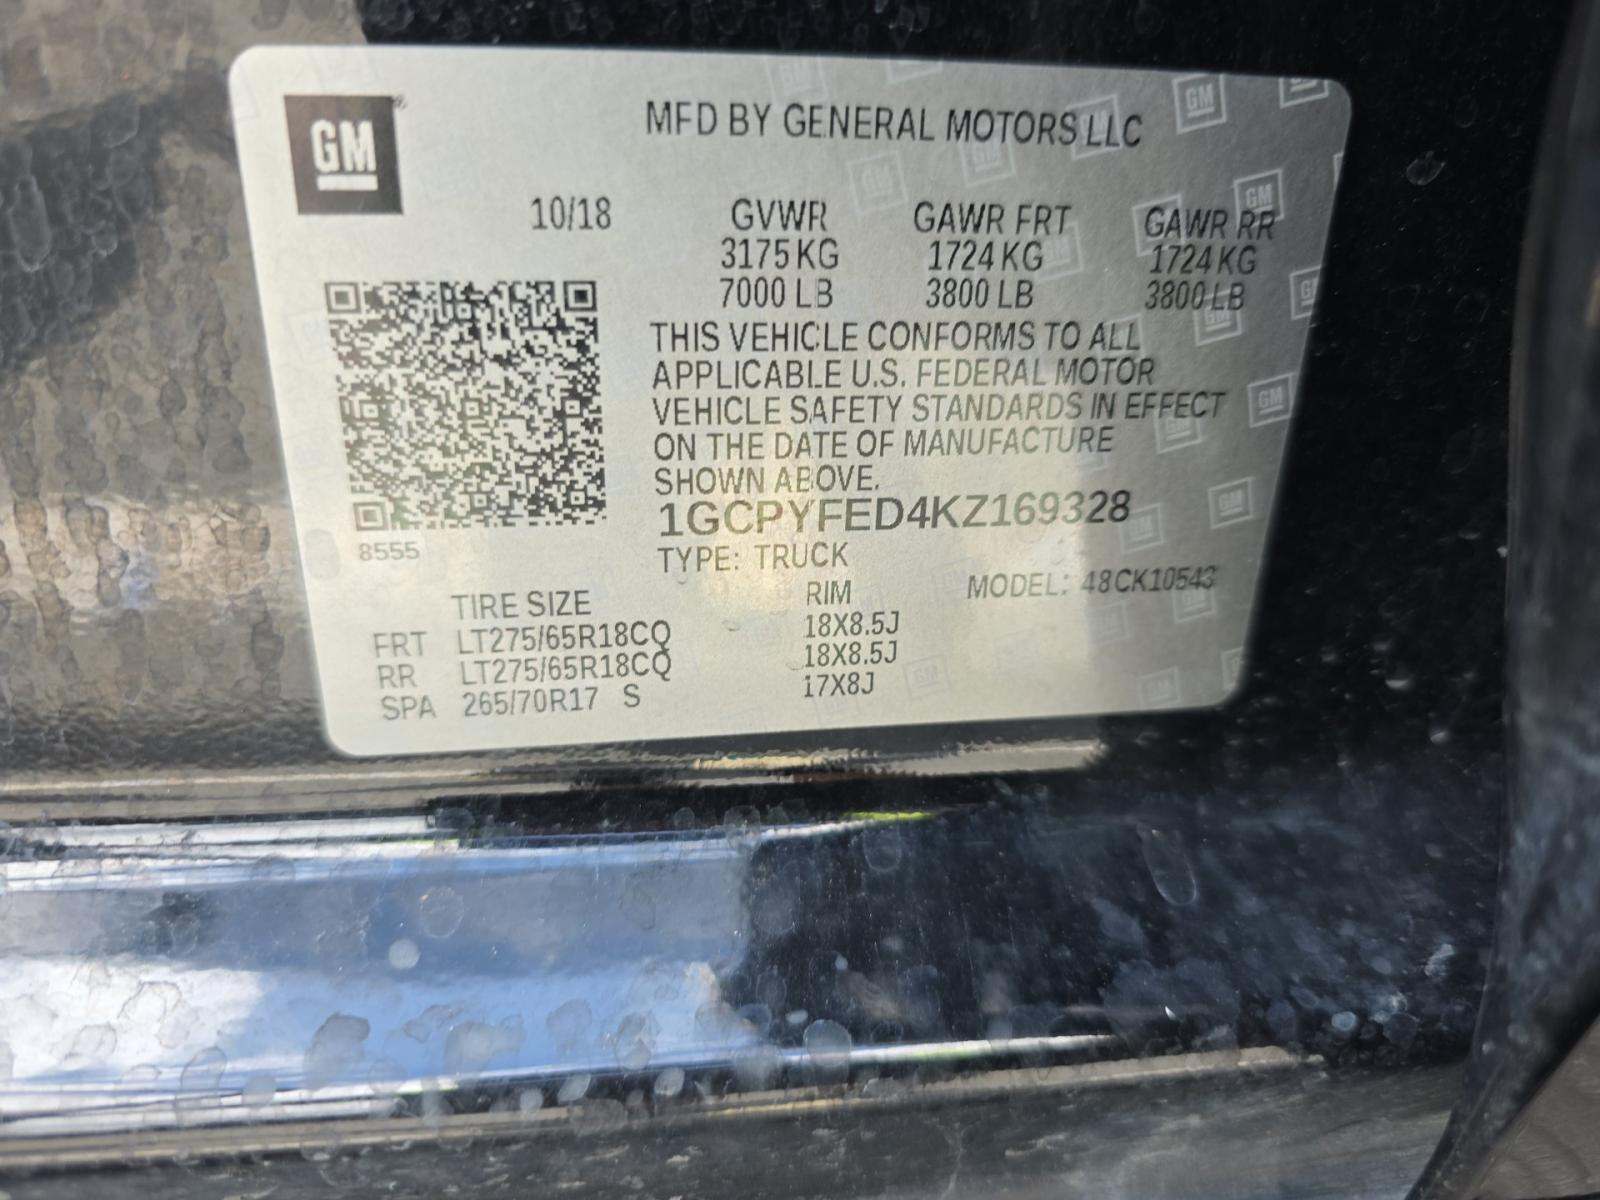 GM
MFD BY GENERAL MOTORS LLC
10/18 GVWR GAWR FRT GAWR RR
3175 KG 1724 KG 1724 KG
7000 LB 3800 LB 3800 LB
THIS VEHICLE CONFORMS TO ALL
APPLICABLE U.S. FEDERAL MOTOR
VEHICLE SAFETY STANDARDS IN EFFECT
ON THE DATE OF MANUFACTURE
SHOWN ABOVE.
1GCPYFED4KZ169328
8555
TYPE: TRUCK
MODEL: 48CK10543
TIRE SIZE RIM
FRT LT275/65R18CQ 18X8.5J
RR LT275/65R18CQ 18X8.5J
SPA 265/70R17 S 17X8J